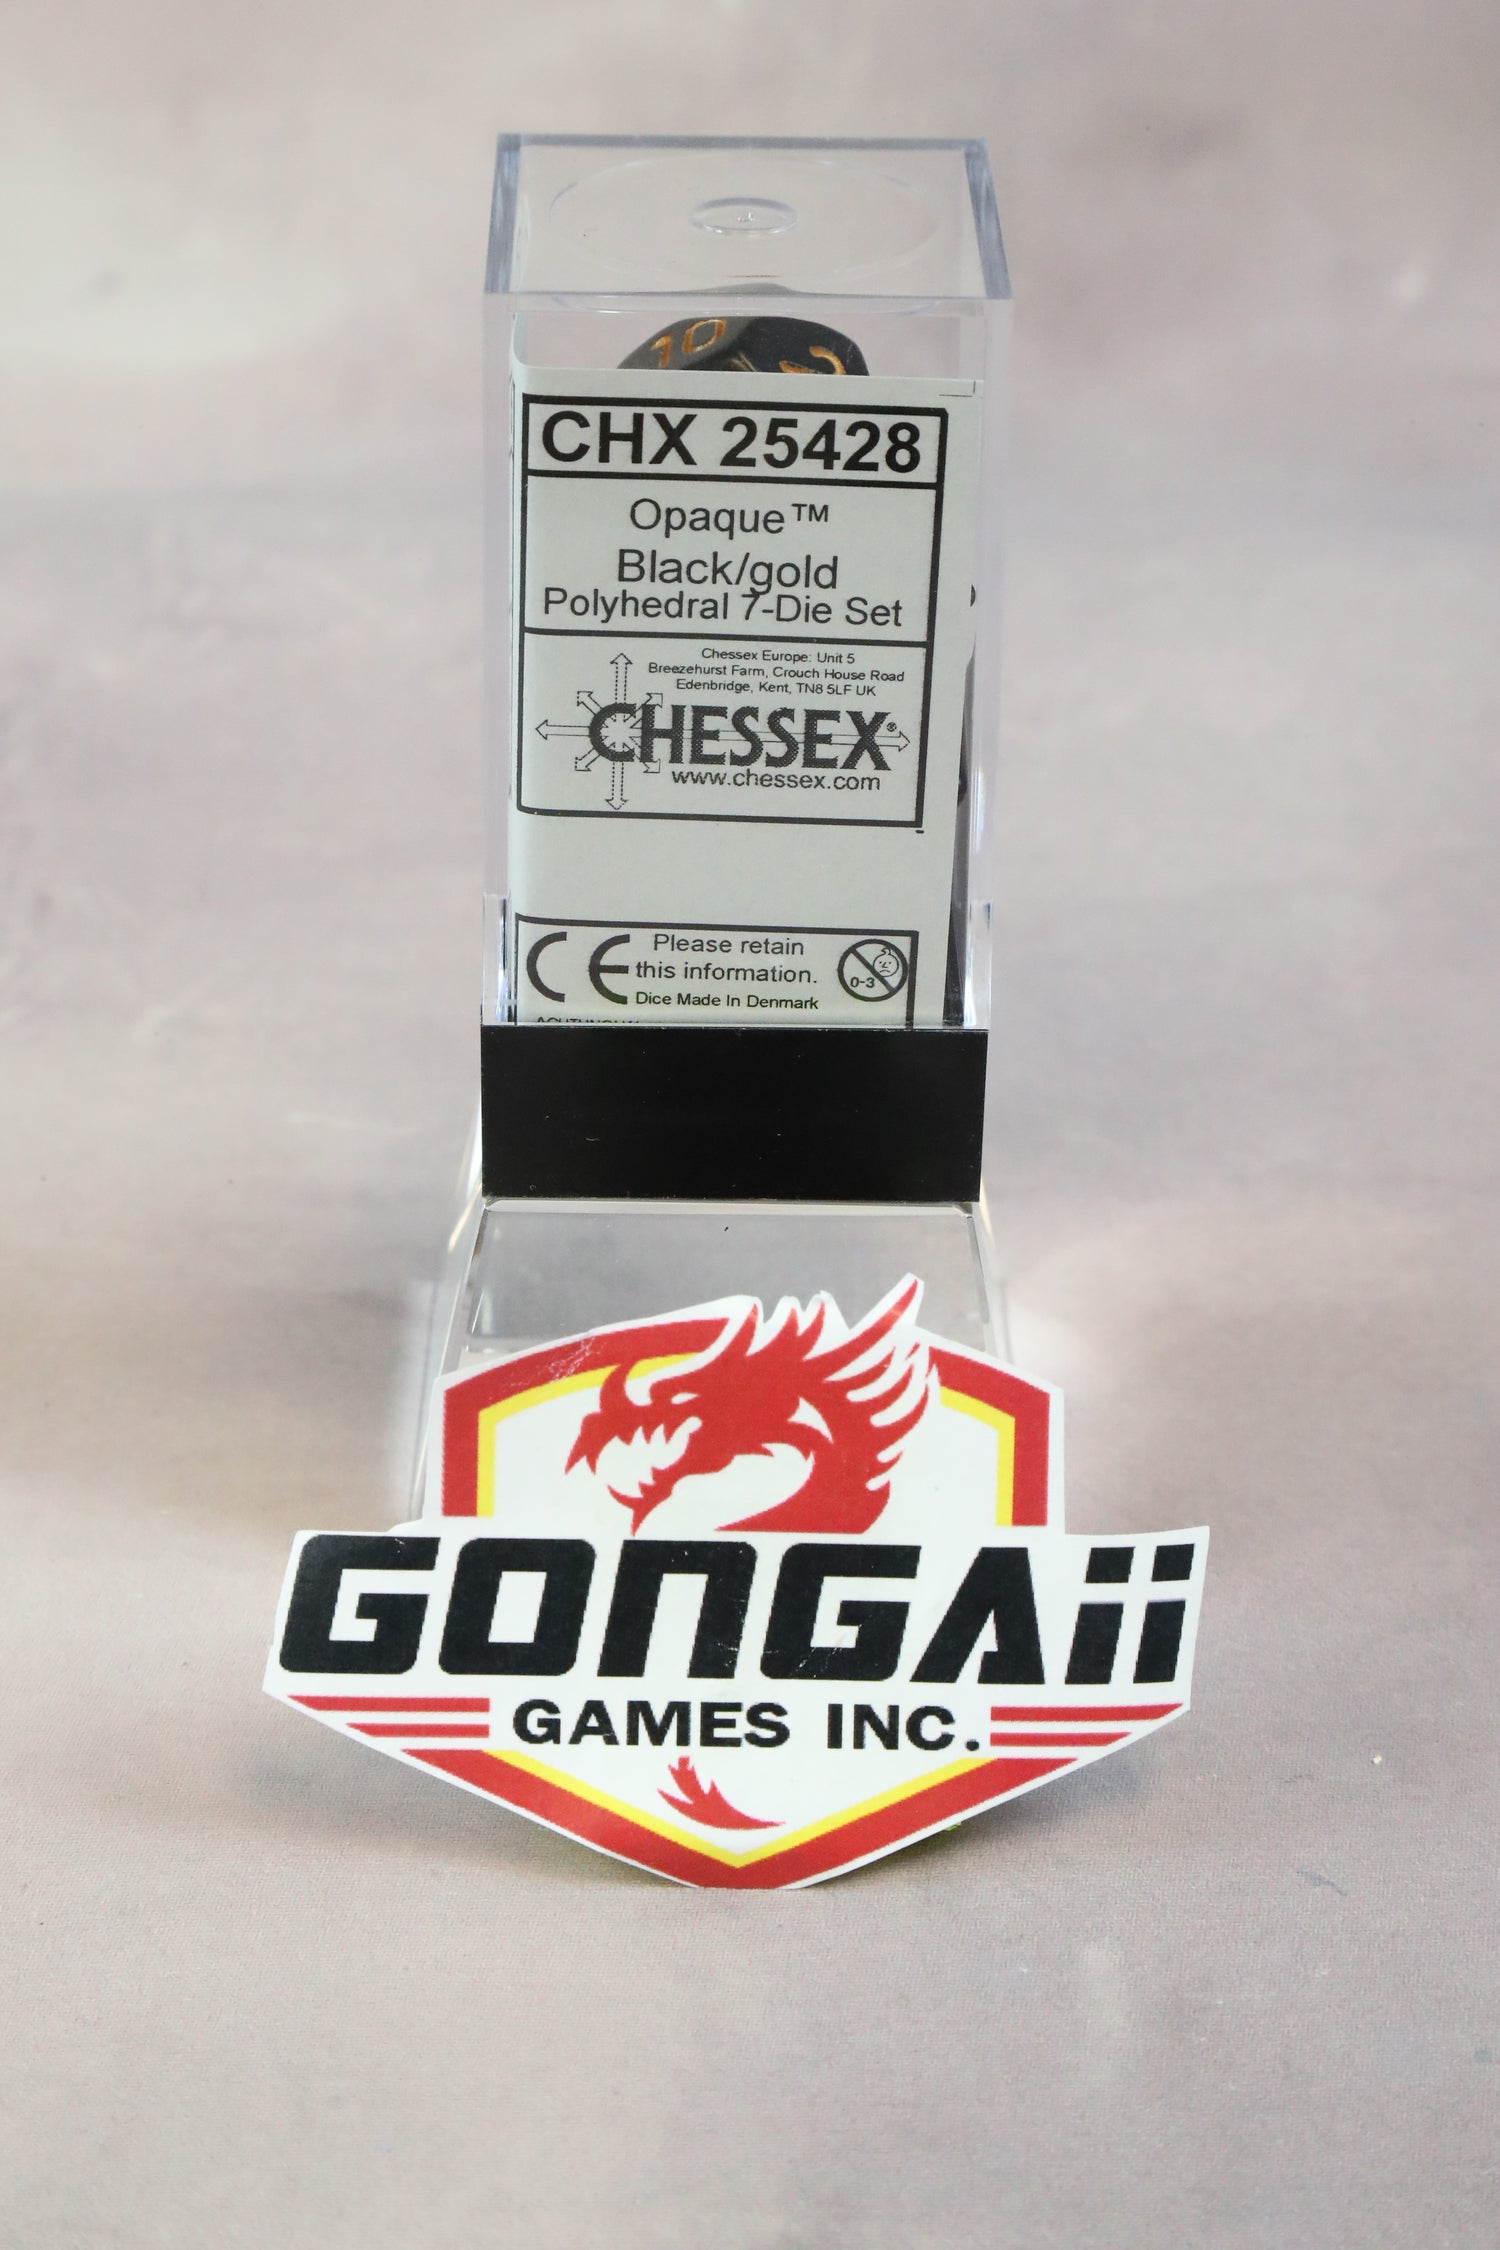 10
CHX 25428
Opaque™
Black/gold
Polyhedral 7-Die Set
Chessex Europe: Unit 5
Breezehurst Farm, Crouch House Road
Edenbridge, Kent, TN8 5LF UK
CHESSEX®
www.chessex.com
CE
Please retain
this information.
Dice Made In Denmark
0-3
GONGAii
GAMES INC.